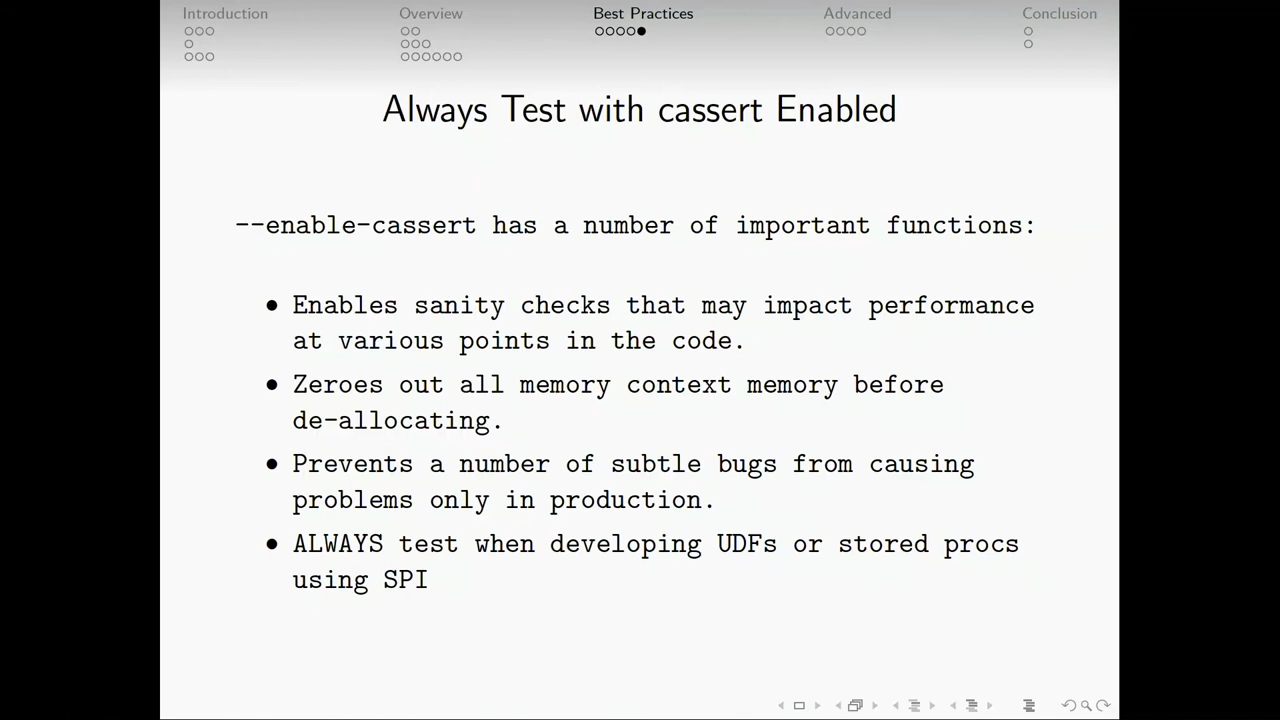 Introduction Overview Best Practices Advanced Conclusion
Always Test with cassert Enabled
--enable-cassert has a number of important functions:
• Enables sanity checks that may impact performance
at various points in the code.
• Zeroes out all memory context memory before
de-allocating.
• Prevents a number of subtle bugs from causing
problems only in production.
• ALWAYS test when developing UDFs or stored procs
using SPI